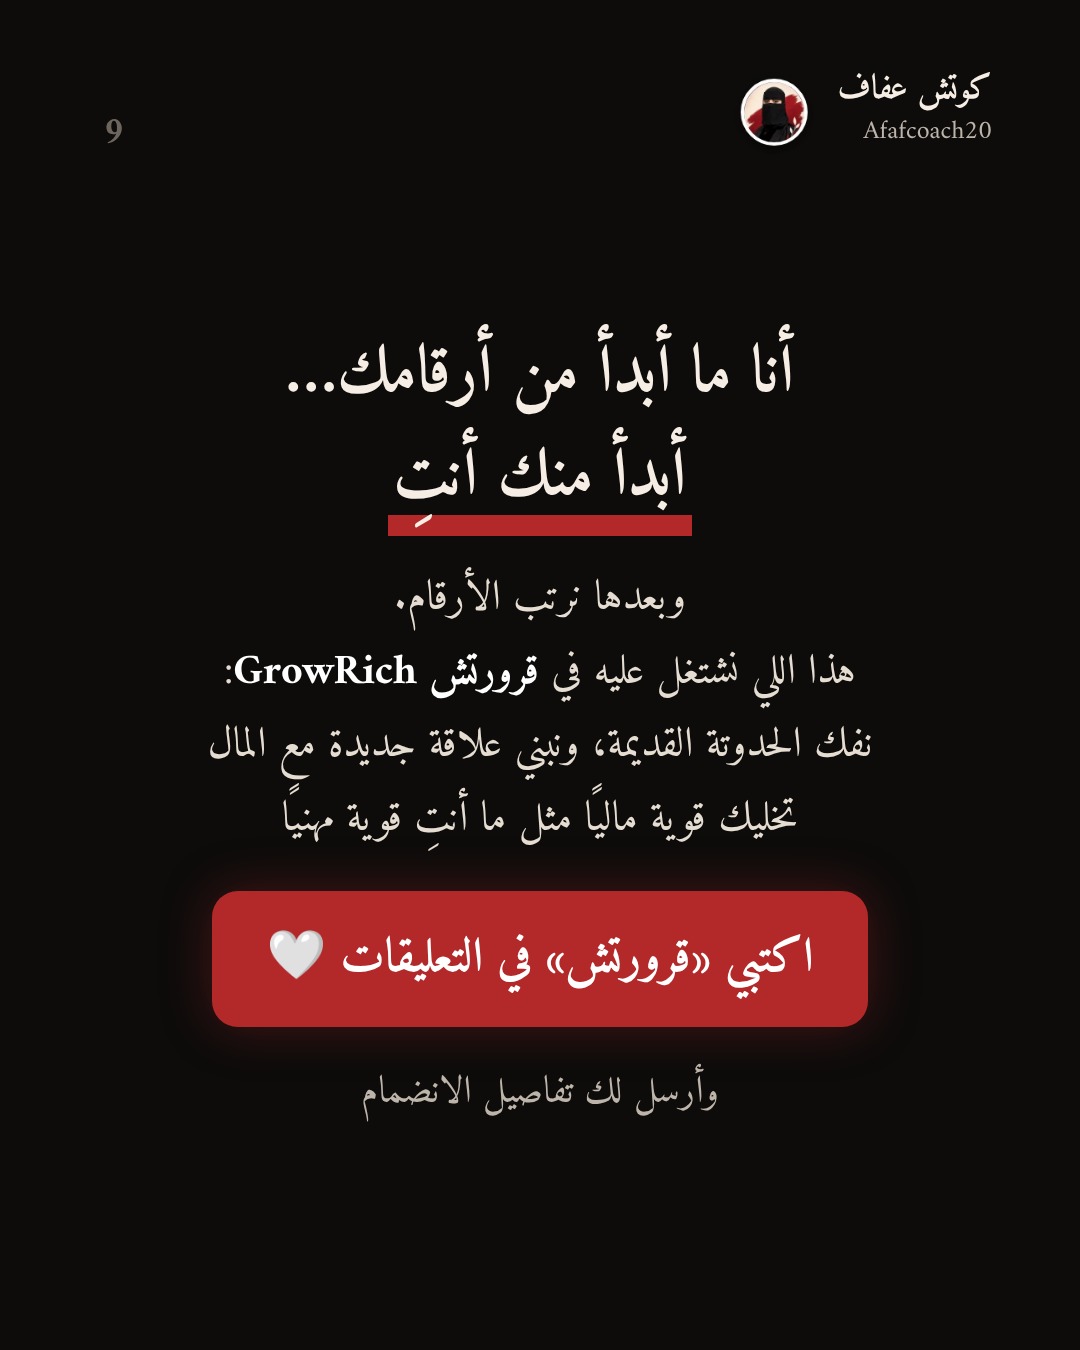 كوتش عفاف
Afafcoach20
9
أنا ما أبدأ من أرقامك...
أبدأ منك أنتِ
وبعدها نرتب الأرقام.
هذا اللي نشتغل عليه في قرورتش GrowRich:
نفك الحدوتة القديمة، ونبني علاقة جديدة مع المال
تخليك قوية ماليًا مثل ما أنتِ قوية مهنيًا
اكتبي «قرورتش» في التعليقات 🤍
وأرسل لك تفاصيل الانضمام